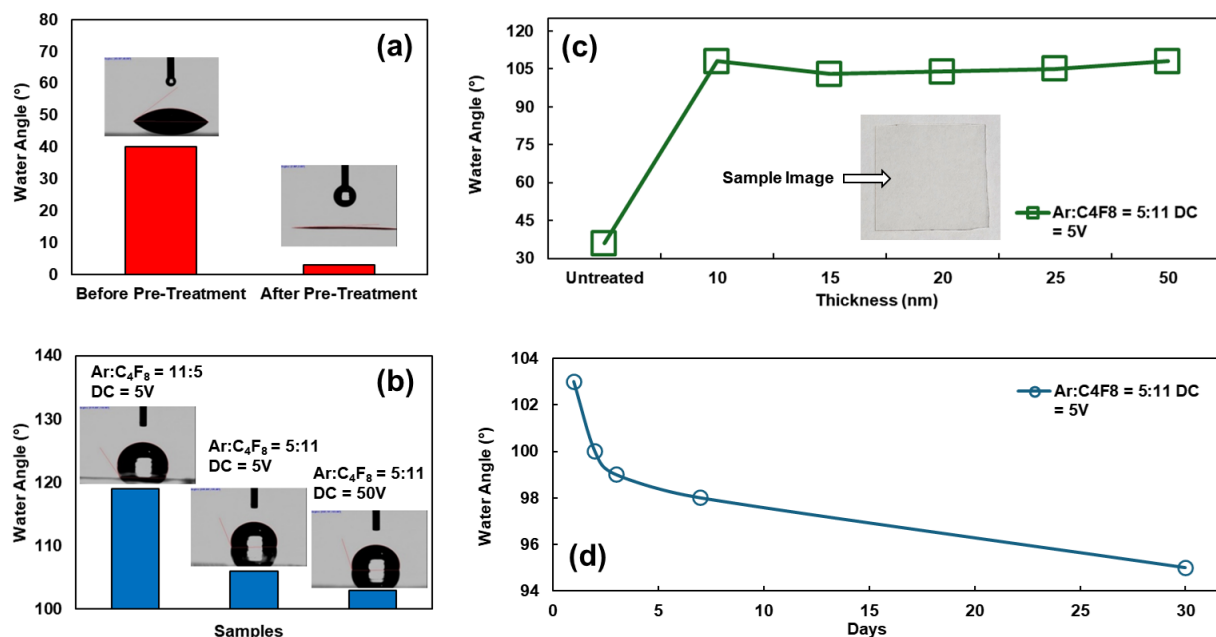 (a)
Water Angle (°)
80
70
60
50
40
30
20
10
0
Before Pre-Treatment
After Pre-Treatment
(c)
Water Angle (°)
120
105
90
75
60
45
30
Sample Image
Ar:C4F8 = 5:11 DC
= 5V
Untreated
10
15
20
25
50
Thickness (nm)
(b)
Water Angle (°)
140
130
120
110
100
Ar:C₄F₈ = 11:5
DC = 5V
Ar:C₄F₈ = 5:11
DC = 5V
Ar:C₄F₈ = 5:11
DC = 50V
Samples
(d)
Water Angle (°)
104
102
100
98
96
94
Ar:C4F8 = 5:11 DC
= 5V
0
5
10
15
20
25
30
Days